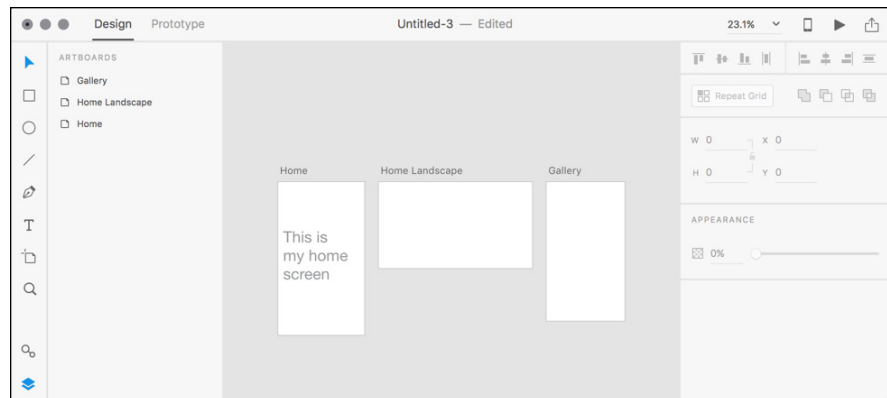 Design Prototype Untitled-3 — Edited 23.1%
ARTBOARDS
Gallery
Home Landscape
Home
T
Home Home Landscape Gallery
This is
my home
screen
Repeat Grid
W 0 X 0
H 0 Y 0
APPEARANCE
0%